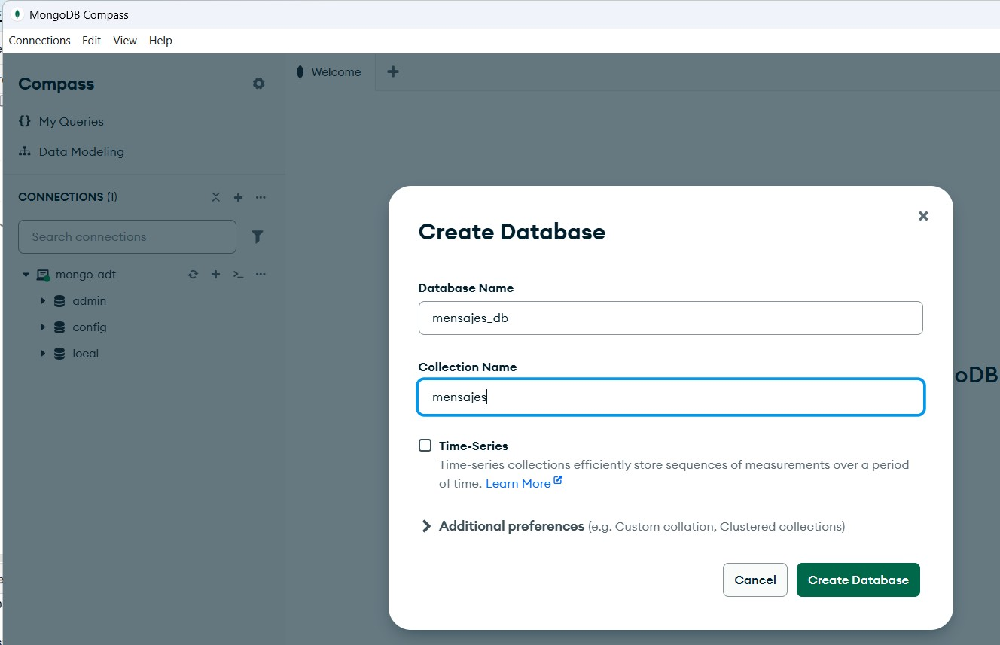 MongoDB Compass
Connections Edit View Help
Compass
Welcome
{} My Queries
Data Modeling
CONNECTIONS (1)
Search connections
mongo-adt
admin
config
local
Create Database
Database Name
mensajes_db
Collection Name
mensajes
oDB
Time-Series
Time-series collections efficiently store sequences of measurements over a period
of time. Learn More
Additional preferences (e.g. Custom collation, Clustered collections)
Cancel Create Database